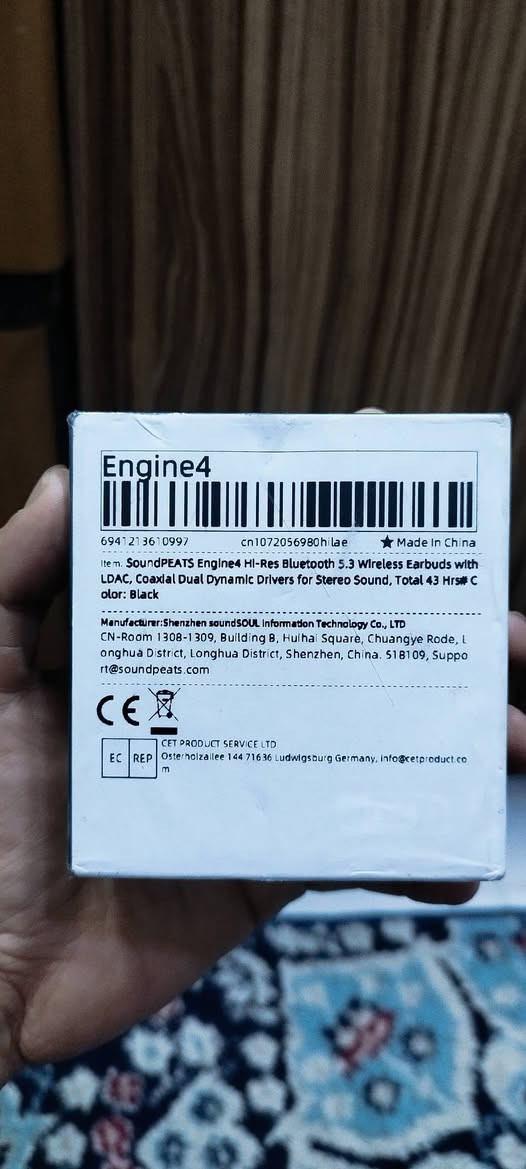 Engine4
6941213610997 cn1072056980hilae ★ Made In China
Item: SoundPEATS Engine4 Hi-Res Bluetooth 5.3 Wireless Earbuds with
LDAC, Coaxial Dual Dynamic Drivers for Stereo Sound, Total 43 Hrs# C
olor: Black
Manufacturer:Shenzhen soundSOUL Information Technology Co., LTD
CN-Room 1308-1309, Building B, Huihai Square, Chuangye Rode, L
onghua District, Longhua District, Shenzhen, China. 518109, Suppo
rt@soundpeats.com
CE
EC REP
CET PRODUCT SERVICE LTD
Osterholzallee 144 71636 Ludwigsburg Germany, info@cetproduct.co
m